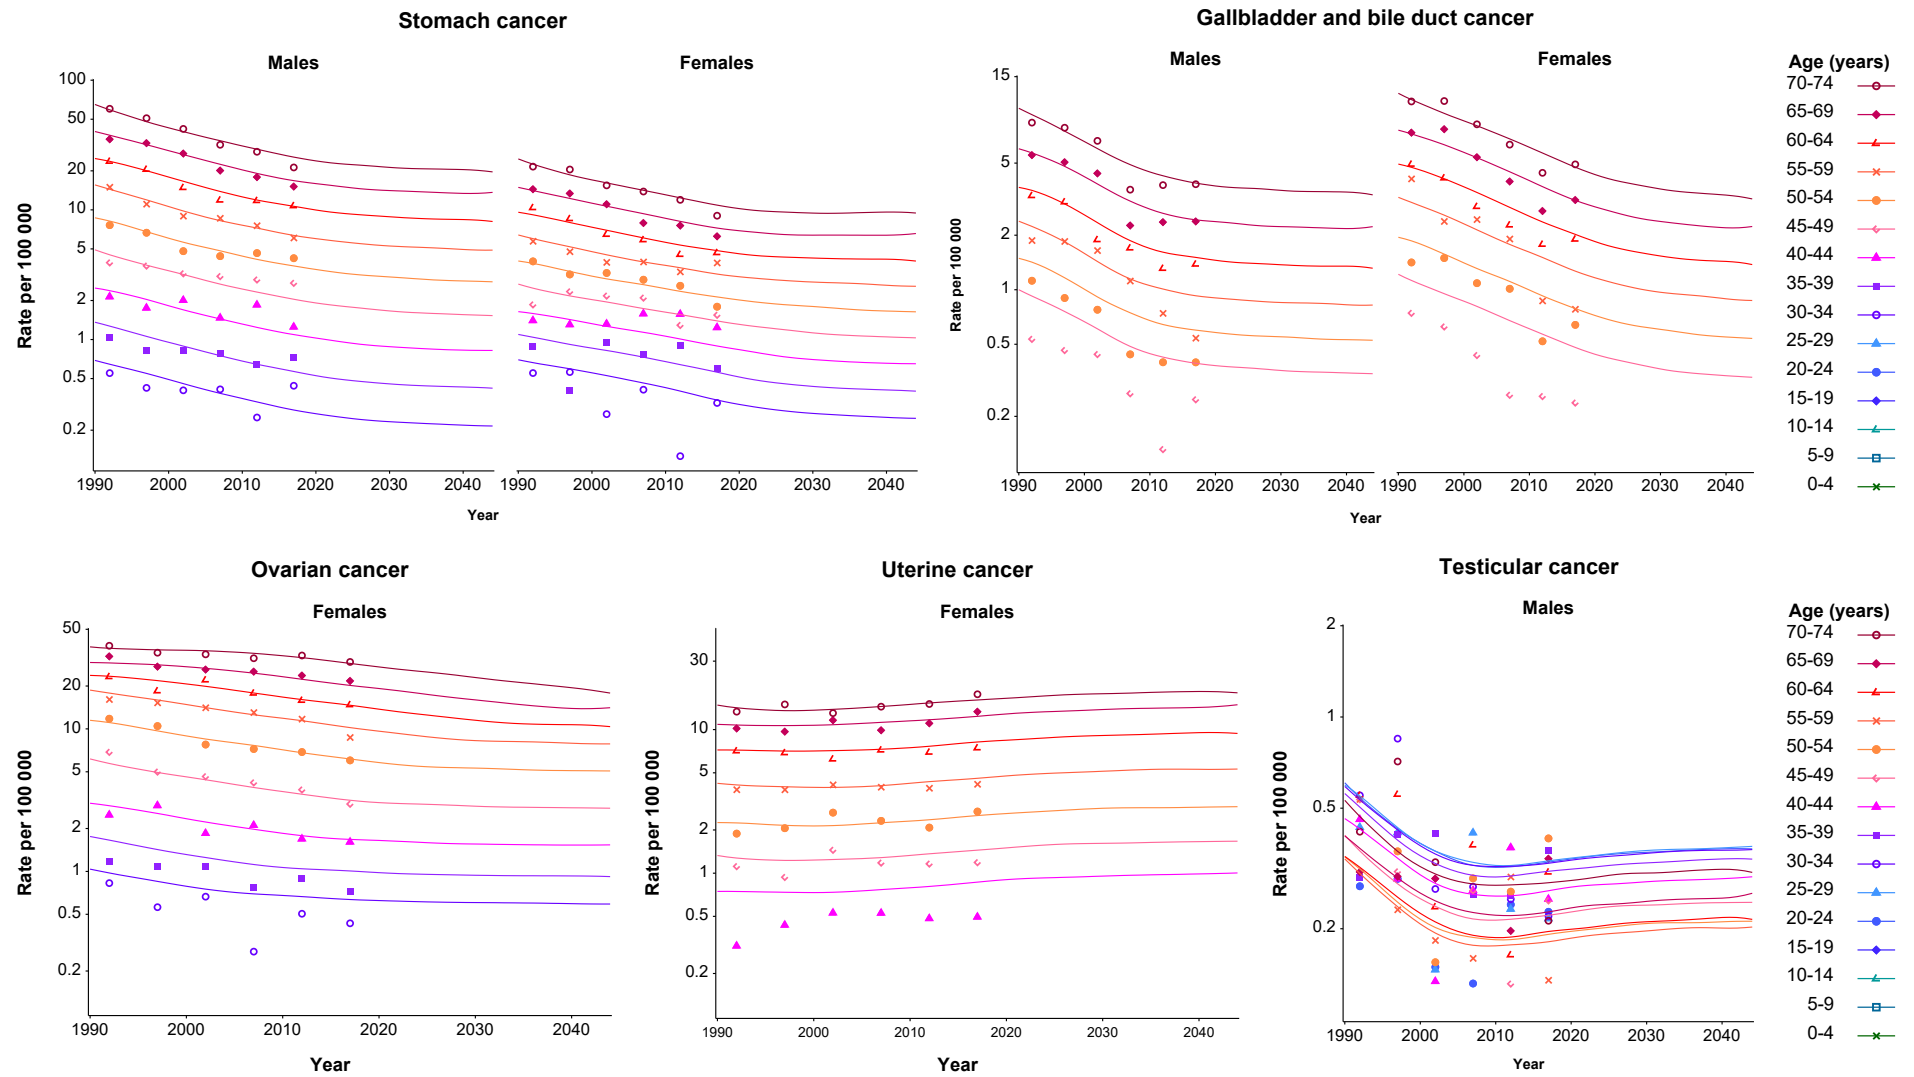 Stomach cancer
Males
Females
Rate per 100 000
100
50
20
10
5
2
1
0.5
0.2
1990 2000 2010 2020 2030 2040
1990 2000 2010 2020 2030 2040
Year
Gallbladder and bile duct cancer
Males
Females
Rate per 100 000
15
5
2
1
0.5
0.2
1990 2000 2010 2020 2030 2040
1990 2000 2010 2020 2030 2040
Year
Age (years)
70-74
65-69
60-64
55-59
50-54
45-49
40-44
35-39
30-34
25-29
20-24
15-19
10-14
5-9
0-4
Ovarian cancer
Females
Rate per 100 000
50
20
10
5
2
1
0.5
0.2
1990 2000 2010 2020 2030 2040
Year
Uterine cancer
Females
Rate per 100 000
30
10
5
2
1
0.5
0.2
1990 2000 2010 2020 2030 2040
Year
Testicular cancer
Males
Rate per 100 000
2
1
0.5
0.2
1990 2000 2010 2020 2030 2040
Year
Age (years)
70-74
65-69
60-64
55-59
50-54
45-49
40-44
35-39
30-34
25-29
20-24
15-19
10-14
5-9
0-4